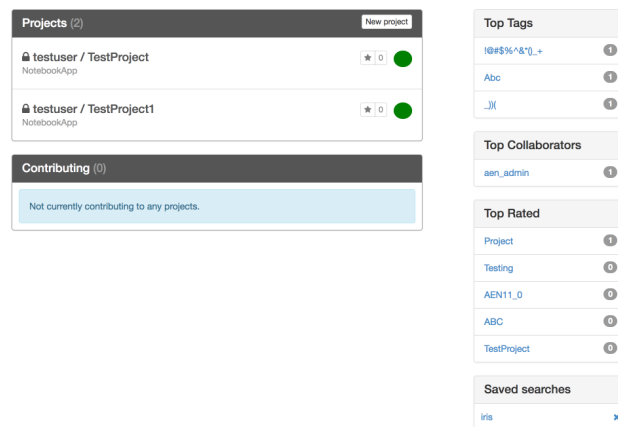 Projects (2)
New project
testuser / TestProject
0
NotebookApp
testuser / TestProject1
0
NotebookApp
Contributing (0)
Not currently contributing to any projects.
Top Tags
!@#$%^&*()_+ 1
Abc 1
_))( 1
Top Collaborators
aen_admin 1
Top Rated
Project 1
Testing 0
AEN11_0 0
ABC 0
TestProject 0
Saved searches
iris